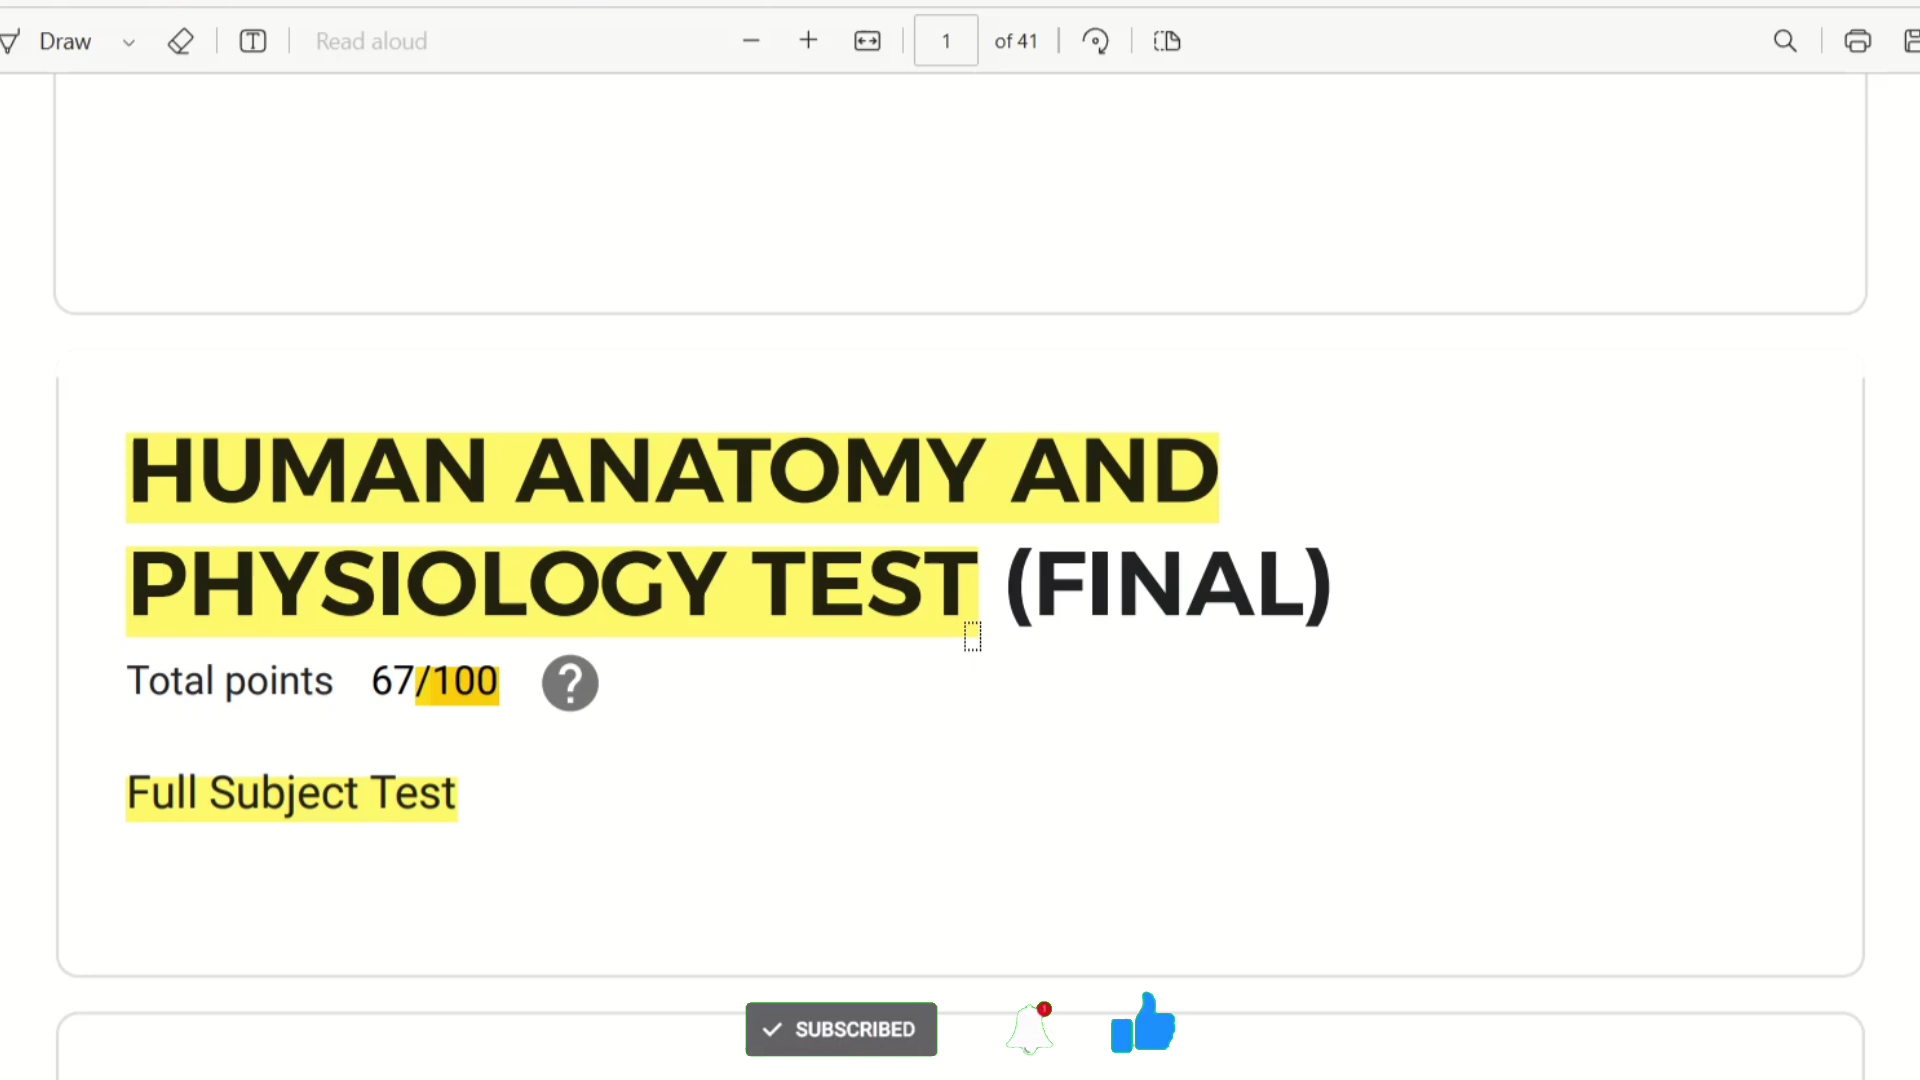 Draw
Read aloud
1
of 41
HUMAN ANATOMY AND
PHYSIOLOGY TEST (FINAL)
Total points 67/100 ?
Full Subject Test
SUBSCRIBED
1